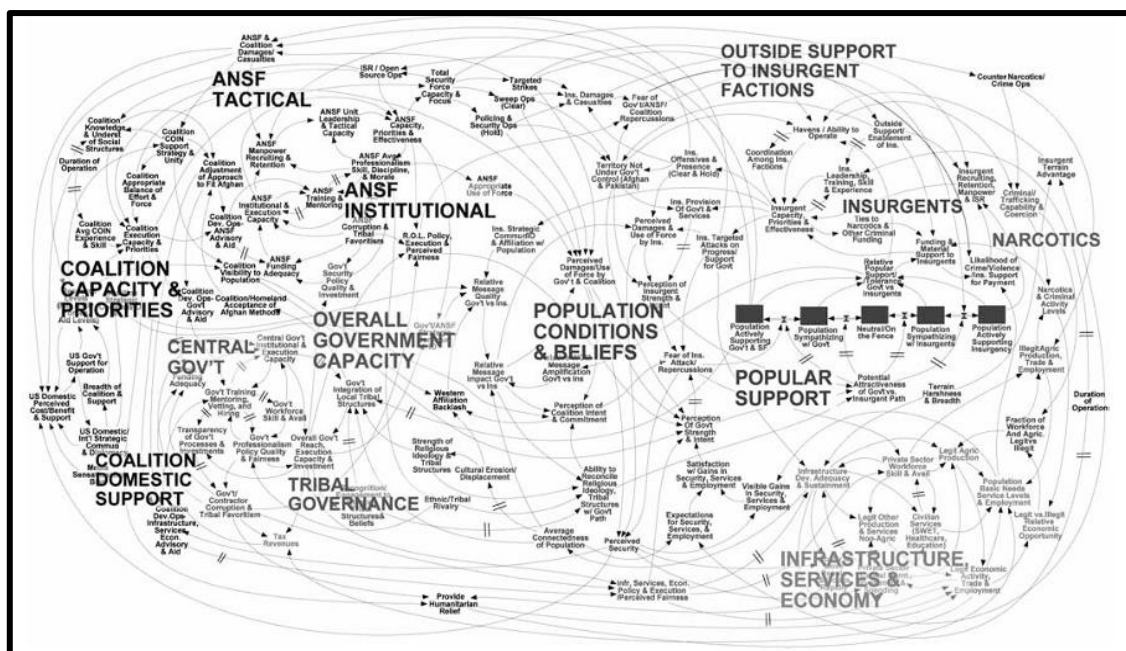 ANSF &
Coalition
Damages/
Casualties
ANSF
TACTICAL
ISR / Open
Source Ops
Total
Security
Force
Capacity
& Focus
Targeted
Strikes
Sweep Ops
(Clear)
Policing &
Security Ops
(Hold)
Ins. Damages
& Casualties
Fear of
Gov't/ANSF/
Coalition
Repercussions
OUTSIDE SUPPORT
TO INSURGENT
FACTIONS
Counter Narcotics/
Crime Ops
Coalition
Knowledge
& Underst.
of Social
Structures
Coalition
COIN
Support
Strategy &
Unity
ANSF Unit
Leadership
& Tactical
Capacity
ANSF
Capacity,
Priorities &
Effectiveness
Havens / Ability to
Operate
Outside
Support/
Enablement
of Ins.
Duration of Operation
Coalition
Appropriate
Balance of
Effort &
Force
Coalition
Adjustment of
Approach to
Fit Afghan
ANSF
Manpower
Recruiting &
Retention
ANSF Avg
Professionalism
Skill, Discipline,
& Morale
Territory Not
Under Gov't
Control (Afghan
& Pakistan)
Ins.
Offensives &
Presence
(Clear & Hold)
Coordination
Among Ins.
Factions
Ins.
Leadership,
Training, Skill
& Experience
Insurgent
Recruiting,
Retention,
Manpower
& ISR
Insurgent
Terrain
Advantage
Criminal/
Trafficking
Capability &
Coercion
ANSF
Training &
Mentoring
ANSF
INSTITUTIONAL
ANSF
Appropriate
Use of Force
Coalition
Avg COIN
Experience
& Skill
Coalition
Execution
Capacity &
Priorities
Coalition
Dev. Ops-
ANSF
Advisory
& Aid
ANSF
Institutional
& Execution
Capacity
ANSF
Corruption &
Tribal
Favoritism
R.O.L. Policy,
Execution &
Perceived
Fairness
Ins. Strategic
Commun/IO
& Affiliation w/
Population
Ins. Provision
Of Gov't &
Services
Perceived
Damages &
Use of Force
by Ins.
Ins. Targeted
Attacks on
Progress/
Support
for Govt
Insurgent
Capacity,
Priorities &
Effectiveness
INSURGENTS
Ties to
Narcotics &
Other Criminal
Funding
Funding &
Material Support
to Insurgents
NARCOTICS
COALITION
CAPACITY &
PRIORITIES
Coalition
Visibility to
Population
ANSF
Funding
Adequacy
Gov't
Security
Policy
Quality &
Investment
Relative
Message
Quality Gov't
vs Ins.
Perceived
Damages/Use
of Force by
Gov't & Coalition
Perception of
Insurgent
Strength &
Intent
Relative
Popular
Support/
Tolerance
Govt vs
Insurgents
Likelihood of
Crime/Violence
/Ins. Support
for Payment
Coalition
Dev. Ops-
Gov't
Advisory
& Aid
Coalition/Homeland
Acceptance of
Afghan Methods
Narcotics
& Criminal
Activity
Levels
OVERALL
GOVERNMENT
CAPACITY
POPULATION
CONDITIONS
& BELIEFS
Population
Actively
Supporting
Gov't & SF
Population
Sympathizing
w/ Gov't
Neutral/On
the Fence
Population
Sympathizing
w/ Insurgents
Population
Actively
Supporting
Insurgency
CENTRAL
GOV'T
Central Gov't
Institutional &
Execution
Capacity
US Gov't
Support for
Operation
Funding
Adequacy
Relative
Message
Impact Gov't
vs Ins
Relative
Message
Amplification
Govt vs Ins
Fear of Ins.
Attack/
Repercussions
Illegit Agric
Production,
Trade &
Employment
POPULAR
SUPPORT
Potential
Attractiveness
of Govt vs.
Insurgent Path
Terrain
Harshness
& Breadth
Duration
of
Operation
US Domestic
Perceived
Cost/Benefit
& Support
Breadth of
Coalition &
Support
Gov't Training
Mentoring,
Vetting, and
Hiring
Gov't
Workforce
Skill & Avail
Gov't
Integration of
Local Tribal
Structures
Western
Affiliation
Backlash
Perception of
Coalition Intent
& Commitment
Perception
Of Govt
Strength
& Intent
Fraction of
Workforce
And Agric.
Legit vs
Illegit
US Domestic/
Int'l Strategic
Commun
& Diplomacy
COALITION
DOMESTIC
SUPPORT
Transparency
of Gov't
Processes &
Investments
Gov't
Professionalism
Policy Quality
& Fairness
Overall Gov't
Reach,
Execution
Capacity &
Investment
Strength of
Religious
Ideology &
Tribal
Structures
Cultural Erosion/
Displacement
Ability to
Reconcile
Religious
Ideology,
Tribal
Structures
w/ Govt
Path
Satisfaction
w/ Gains in
Security, Services
& Employment
Visible Gains
In Security,
Services &
Employment
Infrastructure
Dev. Adequacy
& Sustainment
Private Sector
Workforce
Skill & Avail
Legit Agric
Production
Population
Basic Needs
Service Levels
& Employment
TRIBAL
GOVERNANCE
Structures
Beliefs
Ethnic/Tribal
Rivalry
Gov't/
Contractor
Corruption &
Tribal Favoritism
Coalition
Dev. Ops-
Infrastructure,
Services,
Econ.
Advisory
& Aid
Tax
Revenues
Average
Connectedness
of Population
Perceived
Security
Expectations
for Security,
Services, &
Employment
Legit Other
Production
& Services
Non-Agric
Civilian
Services
(SWET,
Healthcare,
Education)
Legit vs. Illegit
Relative
Economic
Opportunity
INFRASTRUCTURE,
SERVICES &
ECONOMY
Legit Economic
Activity,
Trade &
Employment
Provide
Humanitarian
Relief
Infr, Services, Econ.
Policy & Execution
/Perceived Fairness